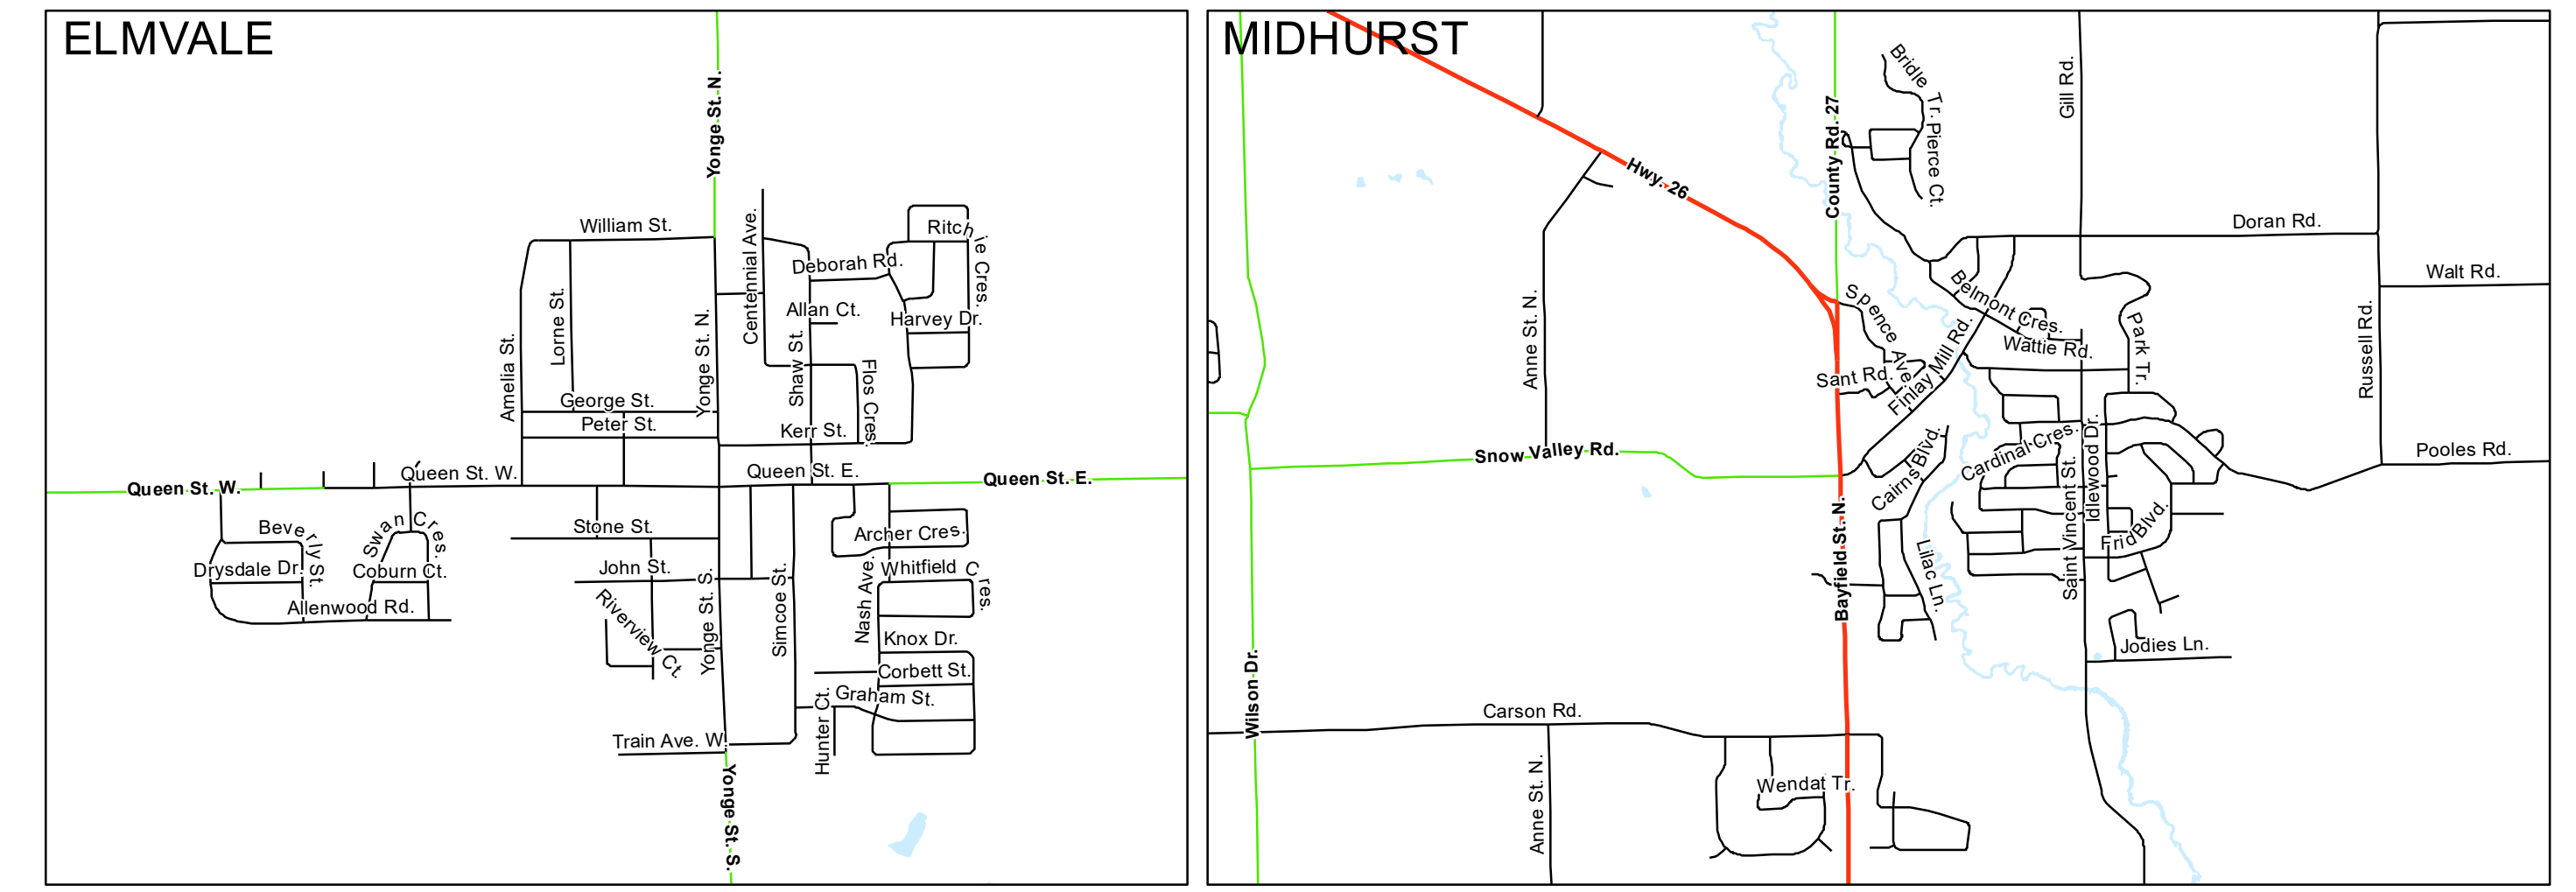 ELMVALE
Yonge St. N.
William St.
Centennial Ave.
Ritchie Cres.
Deborah Rd.
Lorne St.
Allan Ct.
Harvey Dr.
Amelia St.
Yonge St. N.
Shaw St.
Flos Cres.
George St.
Peter St.
Kerr St.
Queen St. W.
Queen St. W.
Queen St. E.
Queen St. E.
Beverly St.
Swan Cres.
Stone St.
Archer Cres.
Drysdale Dr.
Coburn Ct.
John St.
Nash Ave.
Whitfield Cres.
Allenwood Rd.
Riverview Ct.
Yonge St. S.
Simcoe St.
Knox Dr.
Corbett St.
Graham St.
Hunter Ct.
Train Ave. W.
Yonge St. S.
MIDHURST
Bridle Tr.
Gill Rd.
County Rd. 27
Pierce Ct.
Hwy. 26
Doran Rd.
Walt Rd.
Belmont Cres.
Spence Ave.
Anne St. N.
Park Tr.
Wattie Rd.
Russell Rd.
Sant Rd.
Finlay Mill Rd.
Snow Valley Rd.
Cairns Blvd.
Cardinal Cres.
Idlewood Dr.
Pooles Rd.
Saint Vincent St.
Frid Blvd.
Bayfield St. N.
Lilac Ln.
Jodies Ln.
Wilson Dr.
Carson Rd.
Wendat Tr.
Anne St. N.